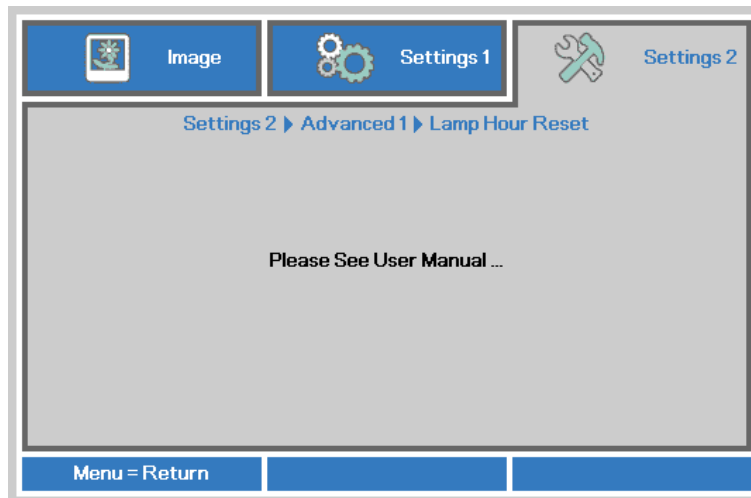 Image
Settings 1
Settings 2
Settings 2 ▶ Advanced 1 ▶ Lamp Hour Reset
Please See User Manual ...
Menu = Return